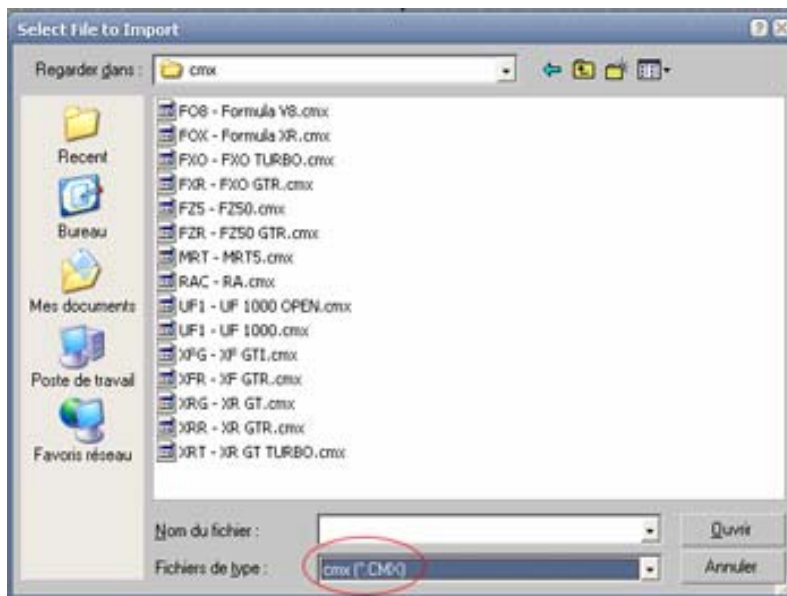 Select File to Import
Regarder dans :
cmx
Recent
Bureau
Mes documents
Poste de travail
Favoris réseau
FO8 - Formula V8.cmx
FOX - Formula XR.cmx
FXO - FXO TURBO.cmx
FXR - FXO GTR.cmx
FZ5 - FZ50.cmx
FZR - FZ50 GTR.cmx
MRT - MRT5.cmx
RAC - RA.cmx
UF1 - UF 1000 OPEN.cmx
UF1 - UF 1000.cmx
XFG - XF GTI.cmx
XFR - XF GTR.cmx
XRG - XR GT.cmx
XRR - XR GTR.cmx
XRT - XR GT TURBO.cmx
Nom du fichier :
Ouvrir
Fichiers de type :
cmx (*.CMX)
Annuler